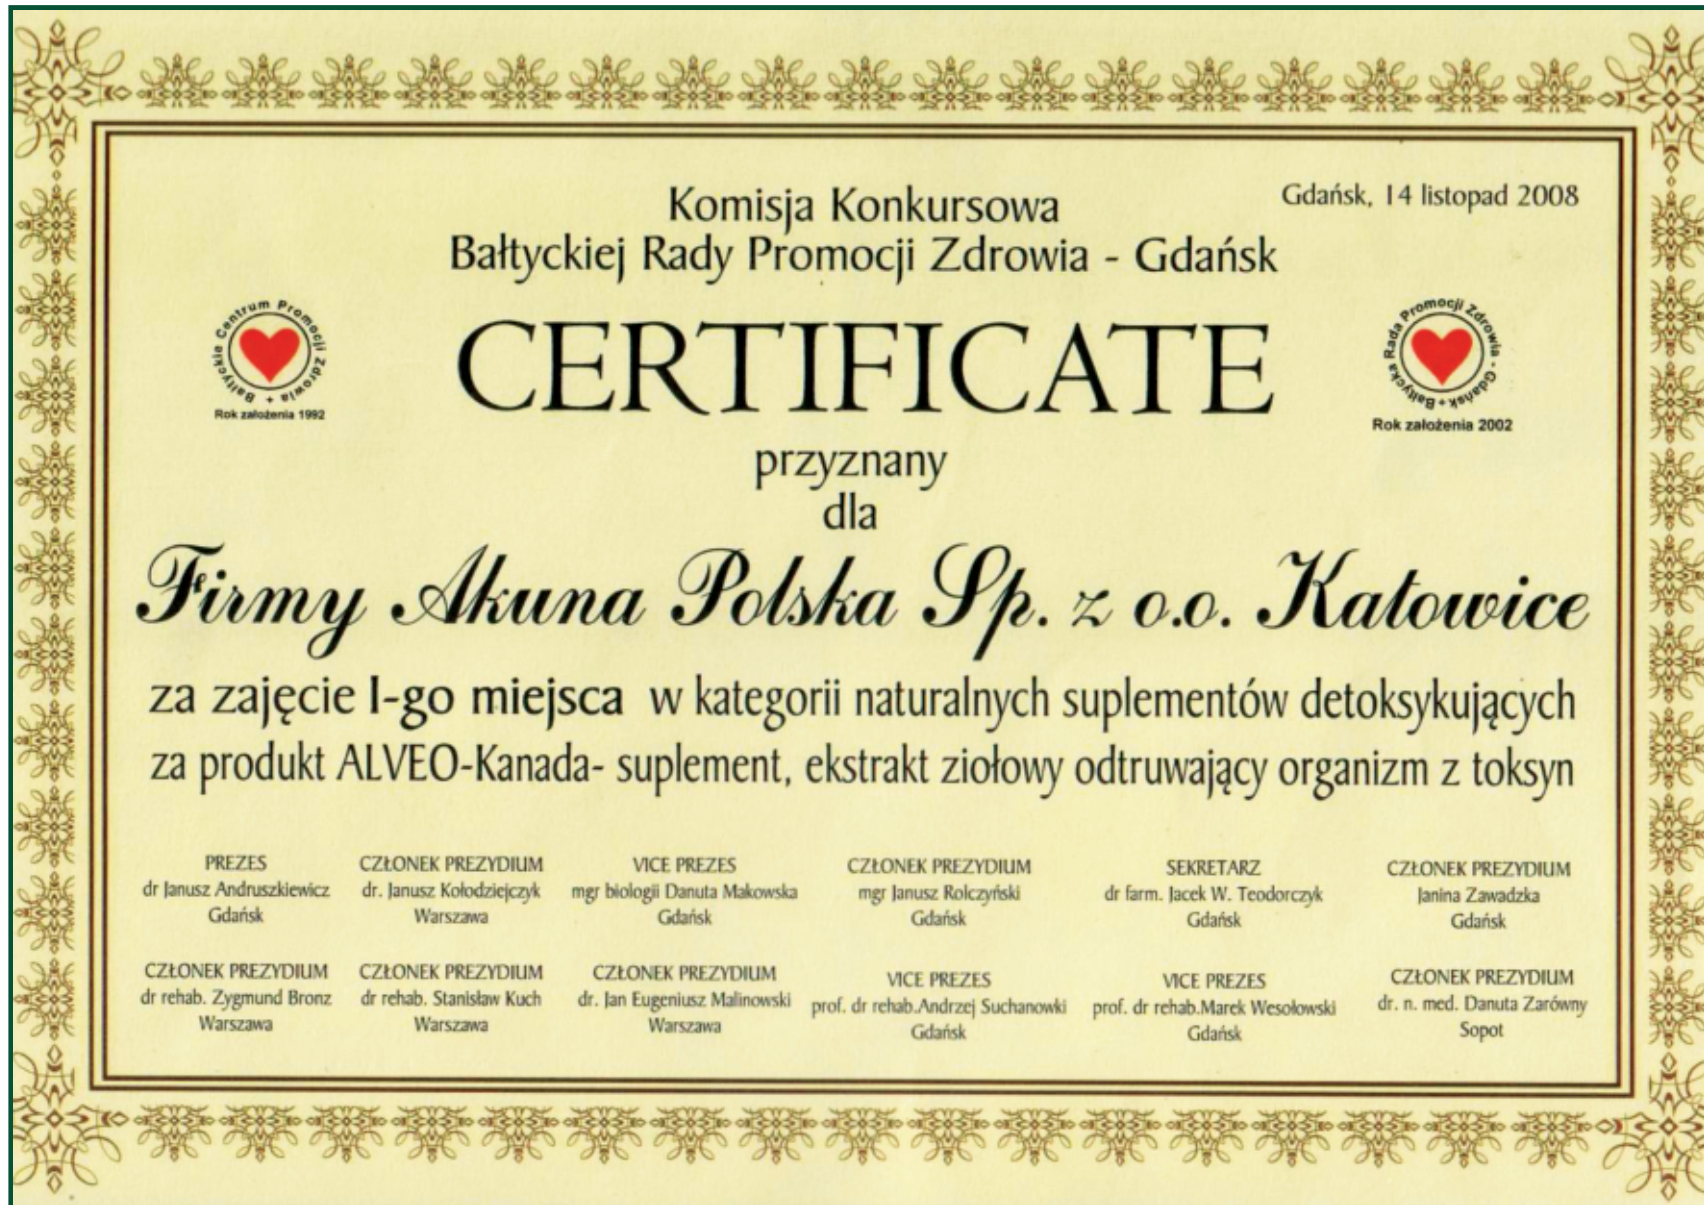 Gdańsk, 14 listopad 2008
Komisja Konkursowa
Bałtyckiej Rady Promocji Zdrowia - Gdańsk
Bałtyckie Centrum Promocji Zdrowia +
Rok założenia 1992
CERTIFICATE
Bałtycka Rada Promocji Zdrowia - Gdańsk +
Rok założenia 2002
przyznany
dla
Firmy Akuna Polska Sp. z o.o. Katowice
za zajęcie I-go miejsca w kategorii naturalnych suplementów detoksykujących
za produkt ALVEO-Kanada- suplement, ekstrakt ziołowy odtruwający organizm z toksyn
PREZES
dr Janusz Andruszkiewicz
Gdańsk
CZŁONEK PREZYDIUM
dr. Janusz Kołodziejczyk
Warszawa
VICE PREZES
mgr biologii Danuta Makowska
Gdańsk
CZŁONEK PREZYDIUM
mgr Janusz Rolczyński
Gdańsk
SEKRETARZ
dr farm. Jacek W. Teodorczyk
Gdańsk
CZŁONEK PREZYDIUM
Janina Zawadzka
Gdańsk
CZŁONEK PREZYDIUM
dr rehab. Zygmund Bronz
Warszawa
CZŁONEK PREZYDIUM
dr rehab. Stanisław Kuch
Warszawa
CZŁONEK PREZYDIUM
dr. Jan Eugeniusz Malinowski
Warszawa
VICE PREZES
prof. dr rehab.Andrzej Suchanowki
Gdańsk
VICE PREZES
prof. dr rehab.Marek Wesołowski
Gdańsk
CZŁONEK PREZYDIUM
dr. n. med. Danuta Zarówny
Sopot